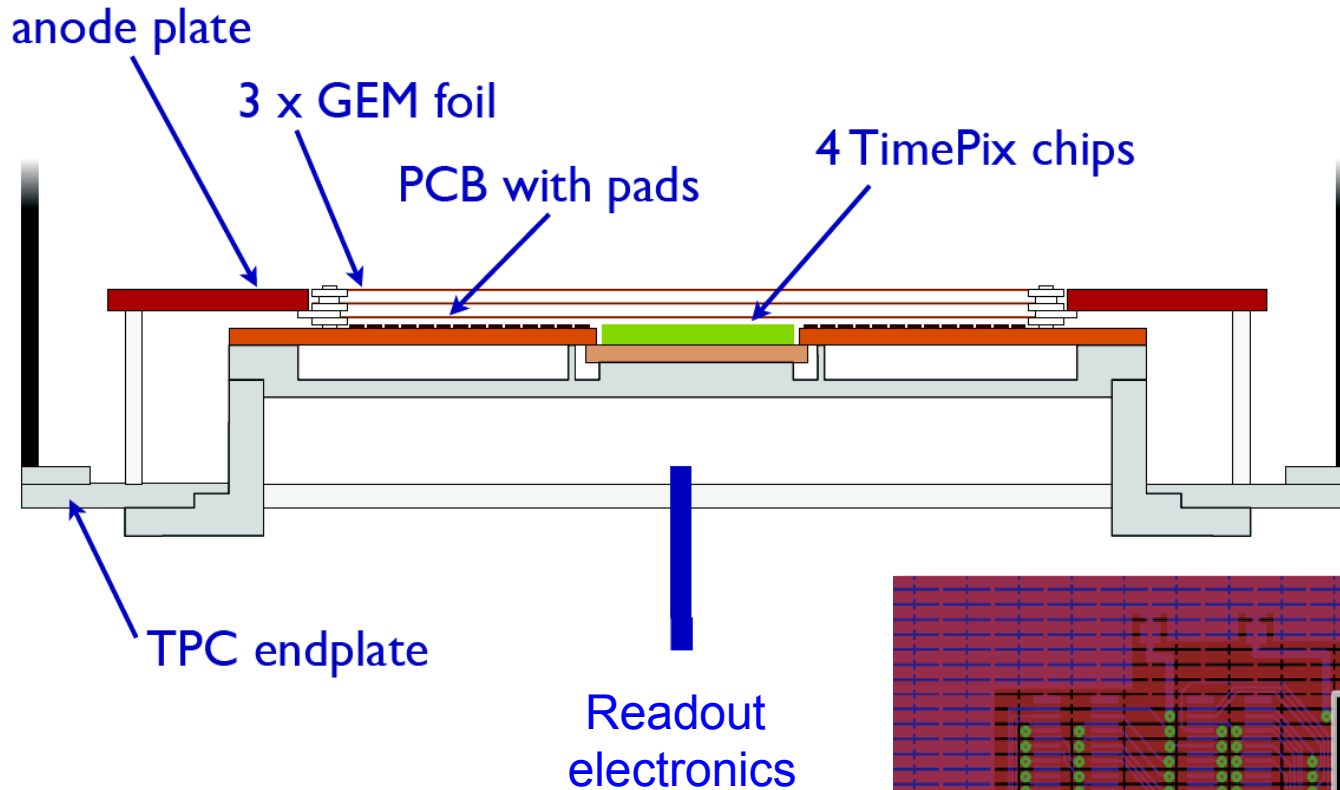 anode plate
3 x GEM foil
PCB with pads
4 TimePix chips
TPC endplate
Readout
electronics